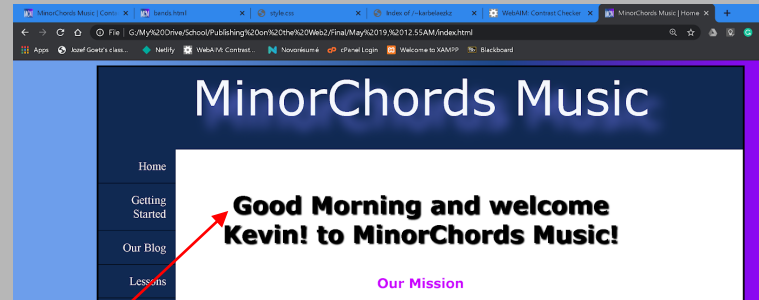 MinorChords Music | Conta
bands.html
style.css
Index of /~karbelaeskz
WebAIM: Contrast Checker
MinorChords Music | Home
File | G:/My%20Drive/School/Publishing%20on%20the%20Web2/Final/May%2019,%2012.55AM/index.html
Apps
Josef Goetz's class...
Netlify
WebAIM: Contrast...
Novorésumé
cPanel Login
Welcome to XAMPP
Blackboard
MinorChords Music
Home
Getting
Started
Our Blog
Lessons
Good Morning and welcome
Kevin! to MinorChords Music!
Our Mission